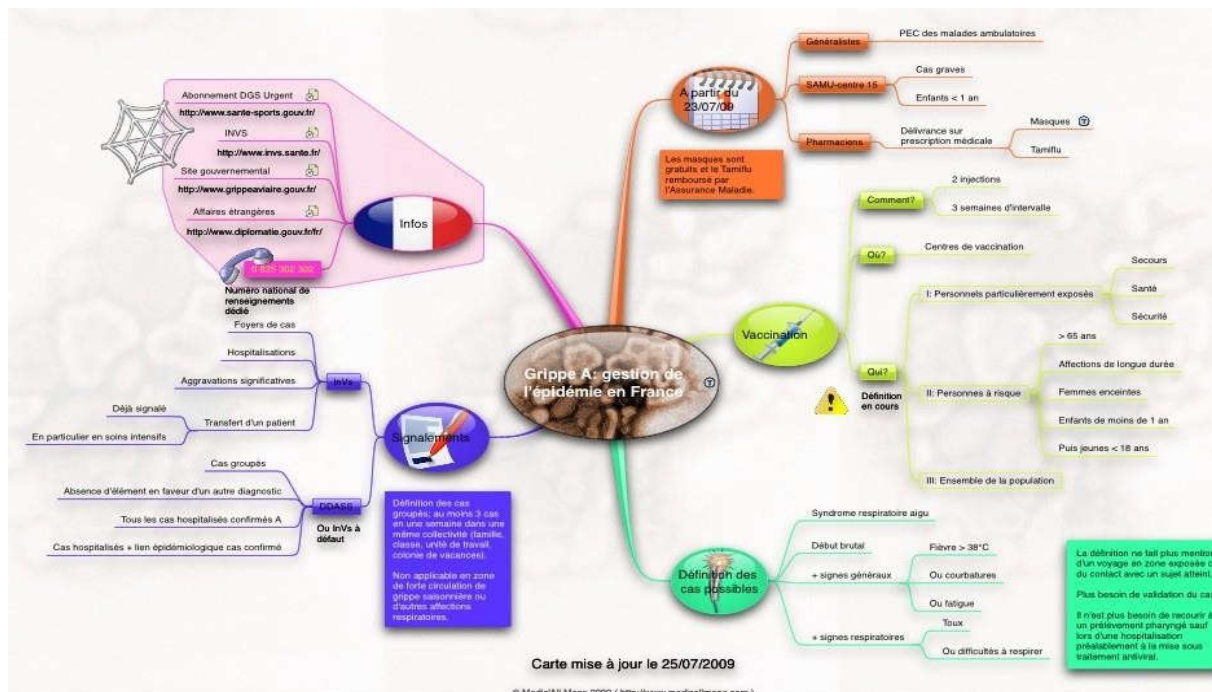 Grippe A: gestion de
l'épidémie en France
A partir du
23/07/09
Généralistes
PEC des malades ambulatoires
SAMU-centre 15
Cas graves
Enfants < 1 an
Pharmaciens
Délivrance sur
prescription médicale
Masques
Tamiflu
Les masques sont
gratuits et le Tamiflu
remboursé par
l'Assurance Maladie.
Vaccination
Comment?
2 injections
3 semaines d'intervalle
Où?
Centres de vaccination
Qui?
Définition
en cours
I: Personnels particulièrement exposés
Secours
Santé
Sécurité
II: Personnes à risque
> 65 ans
Affections de longue durée
Femmes enceintes
Enfants de moins de 1 an
Puis jeunes < 18 ans
III: Ensemble de la population
Définition des
cas possibles
Syndrome respiratoire aigu
Début brutal
+ signes généraux
Fièvre > 38°C
Ou courbatures
Ou fatigue
+ signes respiratoires
Toux
Ou difficultés à respirer
La définition ne fait plus mention
d'un voyage en zone exposée
du contact avec un sujet atteint.
Plus besoin de validation du cas
Il n'est plus besoin de recourir à
un prélèvement pharyngé sauf
lors d'une hospitalisation
préalablement à la mise sous
traitement antiviral.
Infos
Abonnement DGS Urgent
http://www.sante-sports.gouv.fr/
INVS
http://www.invs.sante.fr/
Site gouvernemental
http://www.grippeaviaire.gouv.fr/
Affaires étrangères
http://www.diplomatie.gouv.fr/fr/
0 825 302 302
Numéro national de
renseignements
dédié
Signalements
InVs
Foyers de cas
Hospitalisations
Aggravations significatives
Transfert d'un patient
Déjà signalé
En particulier en soins intensifs
DDASS
Ou InVs à
défaut
Cas groupés
Absence d'élément en faveur d'un autre diagnostic
Tous les cas hospitalisés confirmés A
Cas hospitalisés + lien épidémiologique cas confirmé
Définition des cas
groupés; au moins 3 cas
en une semaine dans une
même collectivité (famille,
classe, unité de travail,
colonie de vacances).
Non applicable en zone
de forte circulation de
grippe saisonnière ou
d'autres affections
respiratoires.
Carte mise à jour le 25/07/2009